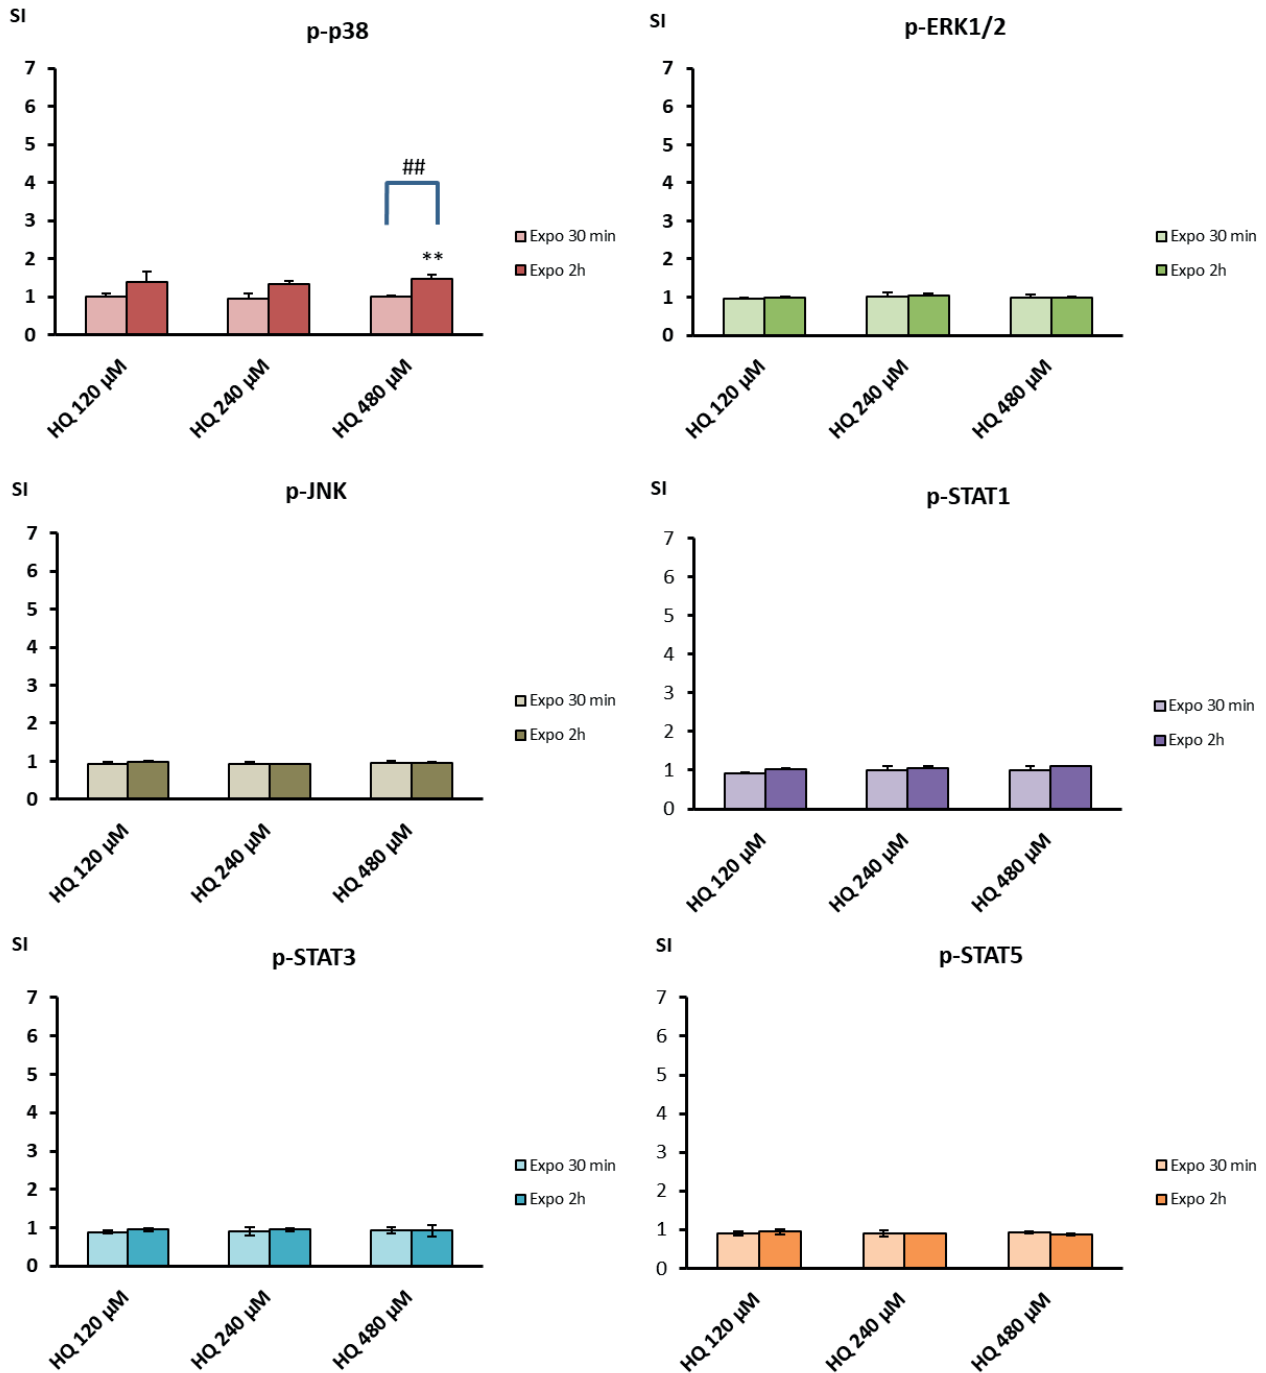 SI
p-p38
7
6
5
4
3
2
1
0
##
**
Expo 30 min
Expo 2h
HQ 120 µM
HQ 240 µM
HQ 480 µM
SI
p-ERK1/2
7
6
5
4
3
2
1
0
Expo 30 min
Expo 2h
HQ 120 µM
HQ 240 µM
HQ 480 µM
SI
p-JNK
7
6
5
4
3
2
1
0
Expo 30 min
Expo 2h
HQ 120 µM
HQ 240 µM
HQ 480 µM
SI
p-STAT1
7
6
5
4
3
2
1
0
Expo 30 min
Expo 2h
HQ 120 µM
HQ 240 µM
HQ 480 µM
SI
p-STAT3
7
6
5
4
3
2
1
0
Expo 30 min
Expo 2h
HQ 120 µM
HQ 240 µM
HQ 480 µM
SI
p-STAT5
7
6
5
4
3
2
1
0
Expo 30 min
Expo 2h
HQ 120 µM
HQ 240 µM
HQ 480 µM